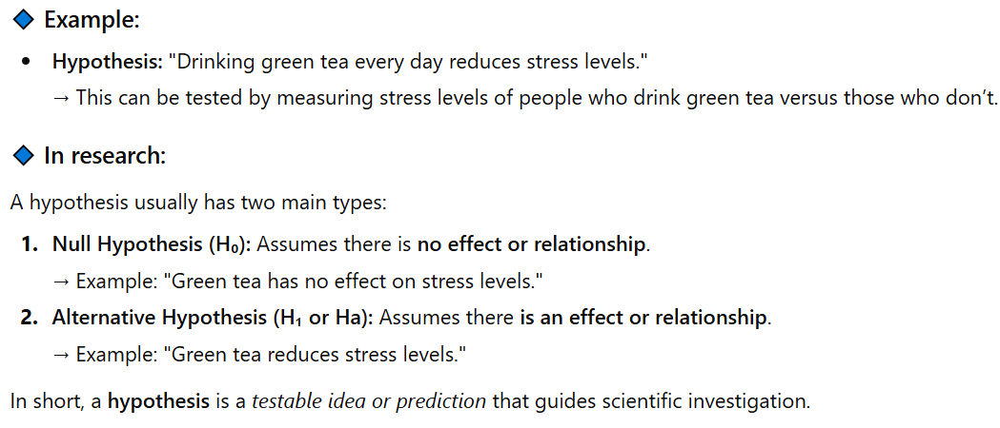 🔷 Example:
• Hypothesis: "Drinking green tea every day reduces stress levels."
→ This can be tested by measuring stress levels of people who drink green tea versus those who don’t.
🔷 In research:
A hypothesis usually has two main types:
1. Null Hypothesis (H₀): Assumes there is no effect or relationship.
→ Example: "Green tea has no effect on stress levels."
2. Alternative Hypothesis (H₁ or Ha): Assumes there is an effect or relationship.
→ Example: "Green tea reduces stress levels."
In short, a hypothesis is a testable idea or prediction that guides scientific investigation.